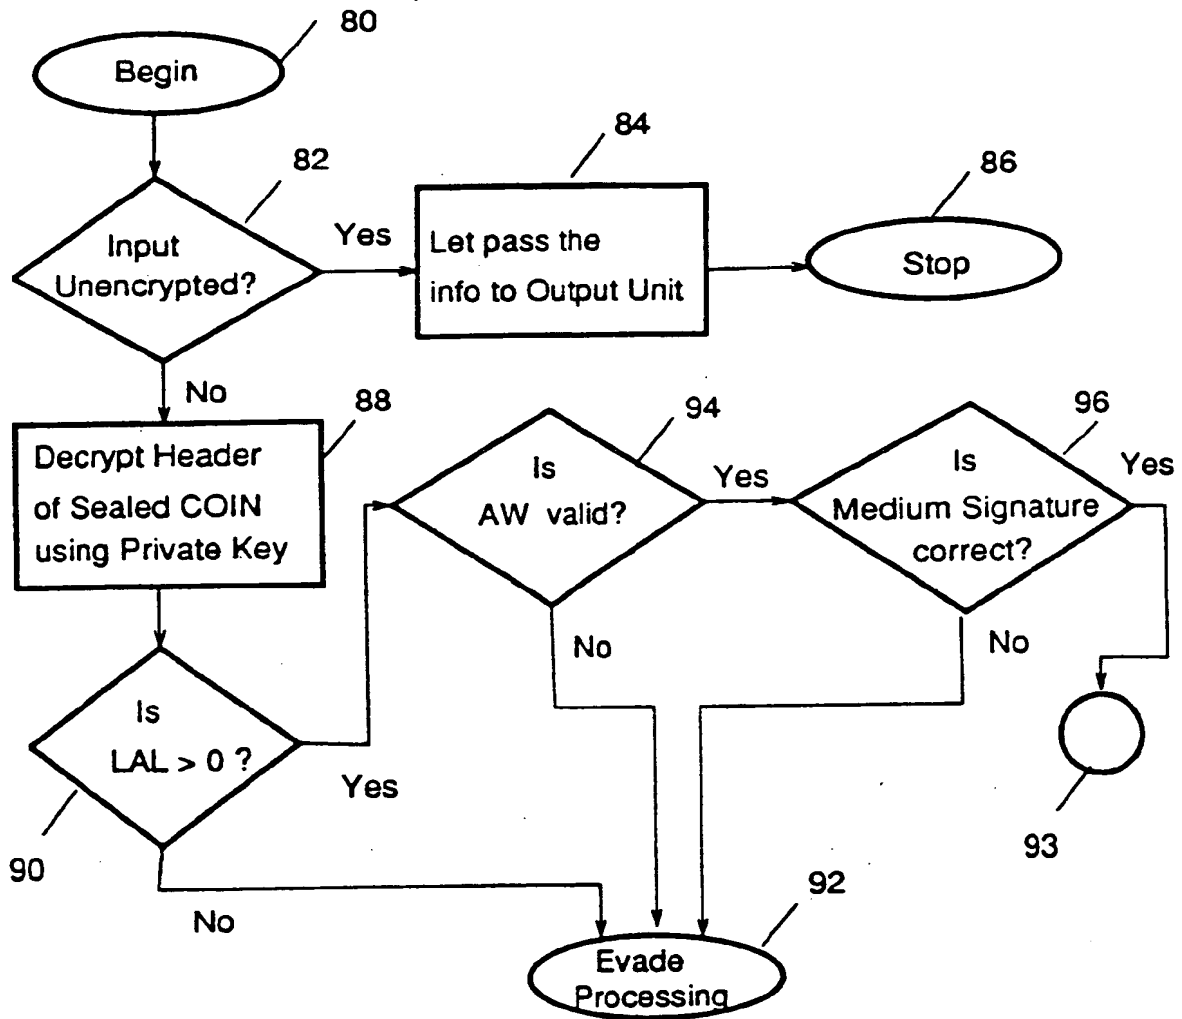 80
Begin
82
Input
Unencrypted?
Yes
84
Let pass the
info to Output Unit
86
Stop
No
88
Decrypt Header
of Sealed COIN
using Private Key
94
Is
AW valid?
Yes
96
Is
Medium Signature
correct?
Yes
No
No
93
Is
LAL > 0 ?
Yes
90
No
92
Evade
Processing